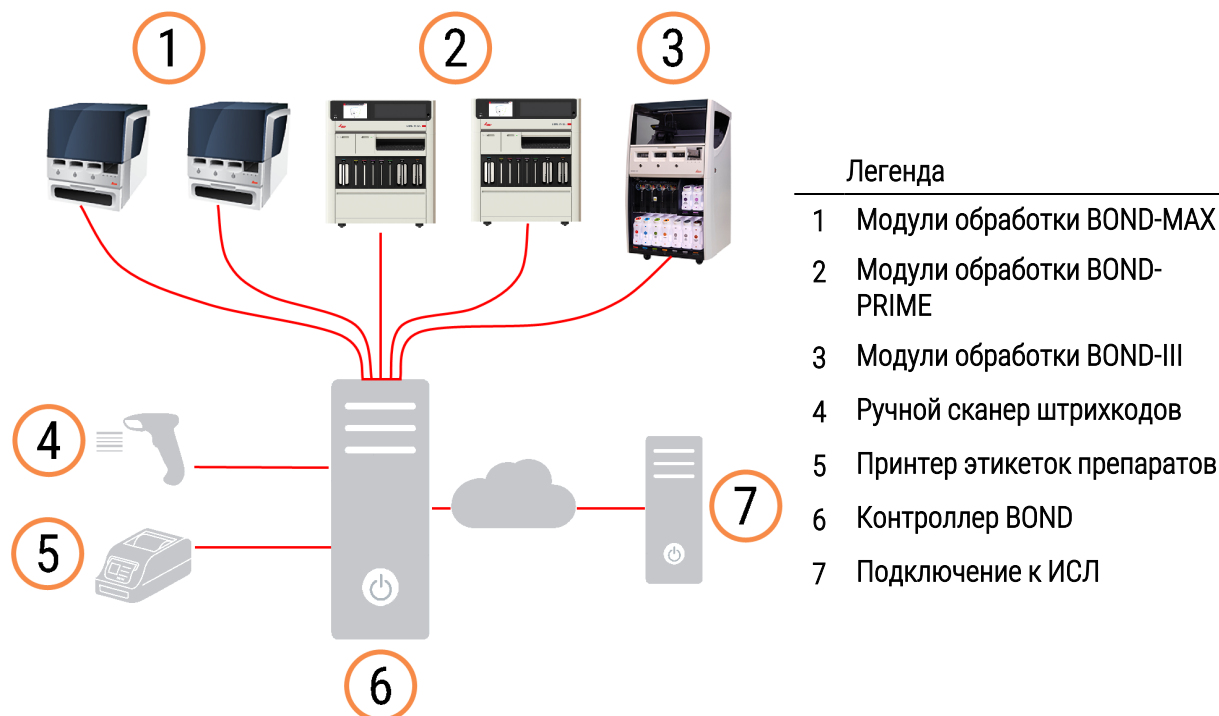 1
2
3
4
5
6
7
Легенда
1 Модули обработки BOND-MAX
2 Модули обработки BOND-
PRIME
3 Модули обработки BOND-III
4 Ручной сканер штрихкодов
5 Принтер этикеток препаратов
6 Контроллер BOND
7 Подключение к ИСЛ